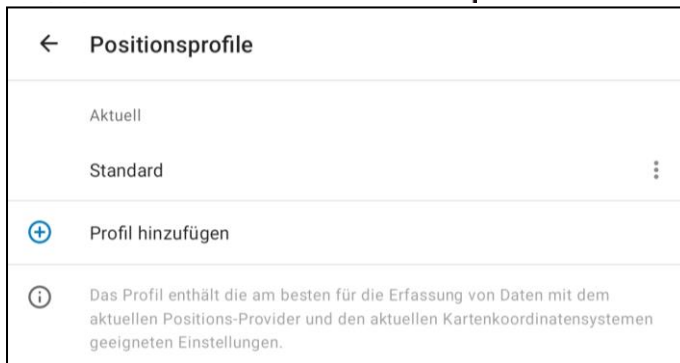 Positionsprofile
Aktuell
Standard
Profil hinzufügen
Das Profil enthält die am besten für die Erfassung von Daten mit dem
aktuellen Positions-Provider und den aktuellen Kartenkoordinatensystemen
geeigneten Einstellungen.